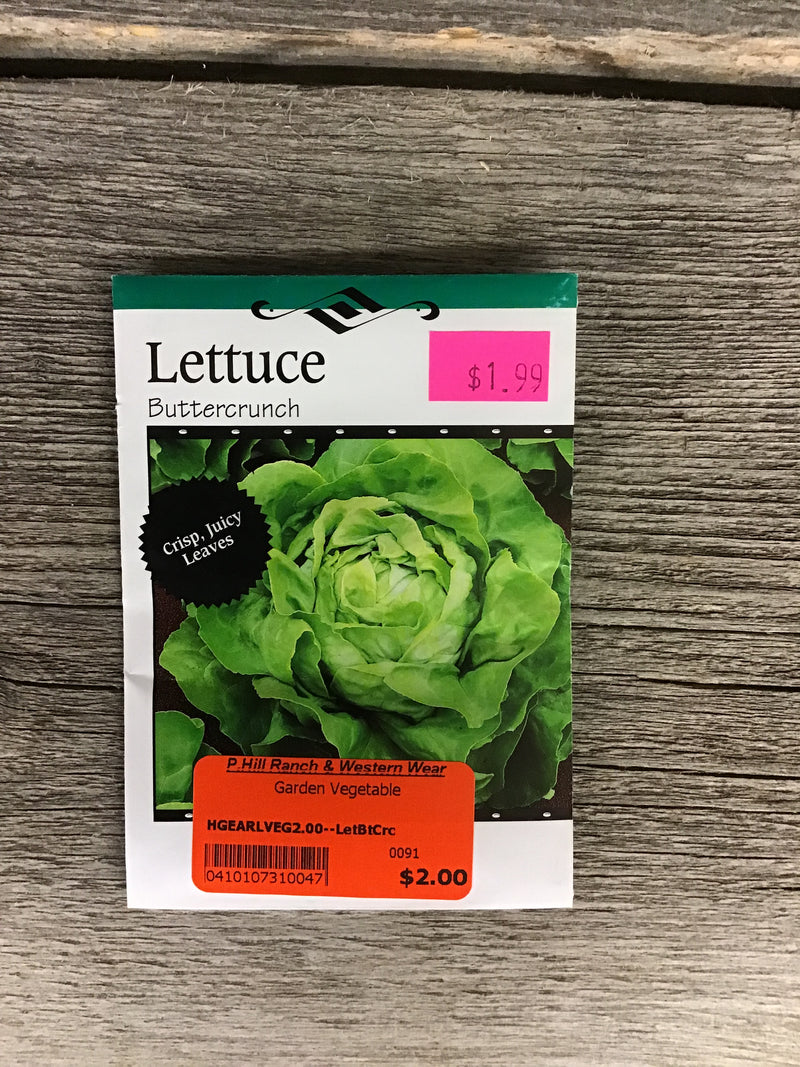 Lettuce
$1.99
Buttercrunch
Crisp, Juicy
Leaves
P.Hill Ranch & Western Wear
Garden Vegetable
HGEARLVEG2.00--LetBtCrc
0091
0410107310047
$2.00